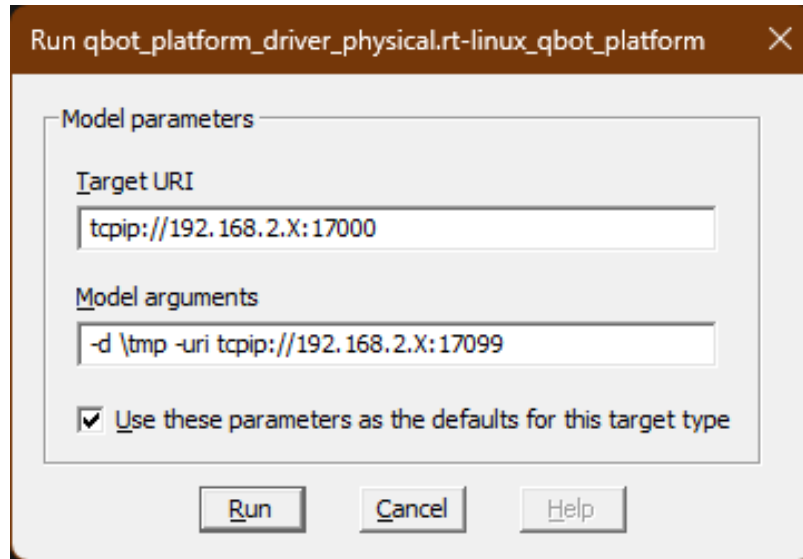 Run qbot_platform_driver_physical.rt-linux_qbot_platform
Model parameters
Target URI
tcpip://192.168.2.X:17000
Model arguments
-d \tmp -uri tcpip://192.168.2.X:17099
Use these parameters as the defaults for this target type
Run Cancel Help